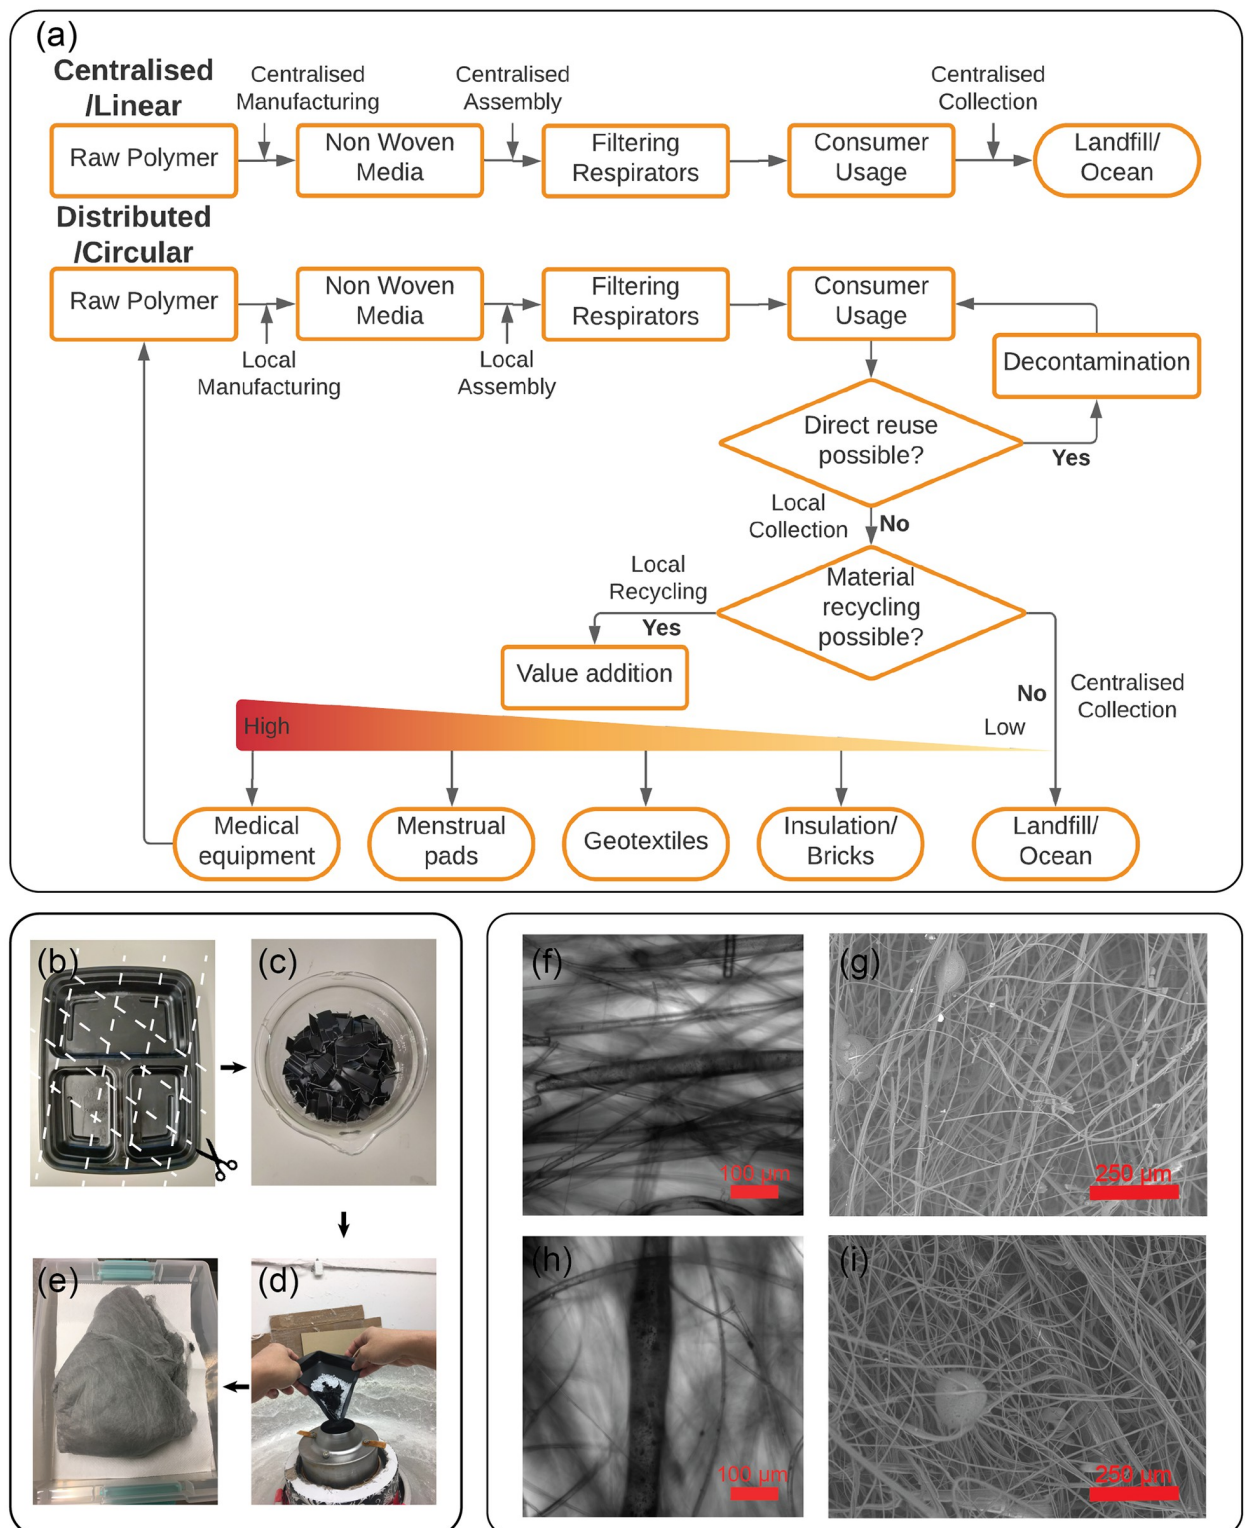 (a)
Centralised
/Linear
Centralised
Manufacturing
Centralised
Assembly
Centralised
Collection
Raw Polymer
Non Woven
Media
Filtering
Respirators
Consumer
Usage
Landfill/
Ocean
Distributed
/Circular
Raw Polymer
Non Woven
Media
Filtering
Respirators
Consumer
Usage
Local
Manufacturing
Local
Assembly
Decontamination
Direct reuse
possible?
Yes
Local
Collection
No
Local
Recycling
Yes
Material
recycling
possible?
Value addition
No
Centralised
Collection
High
Low
Medical
equipment
Menstrual
pads
Geotextiles
Insulation/
Bricks
Landfill/
Ocean
(b)
(c)
(e)
(d)
(f)
100 µm
(g)
250 µm
(h)
100 µm
(i)
250 µm